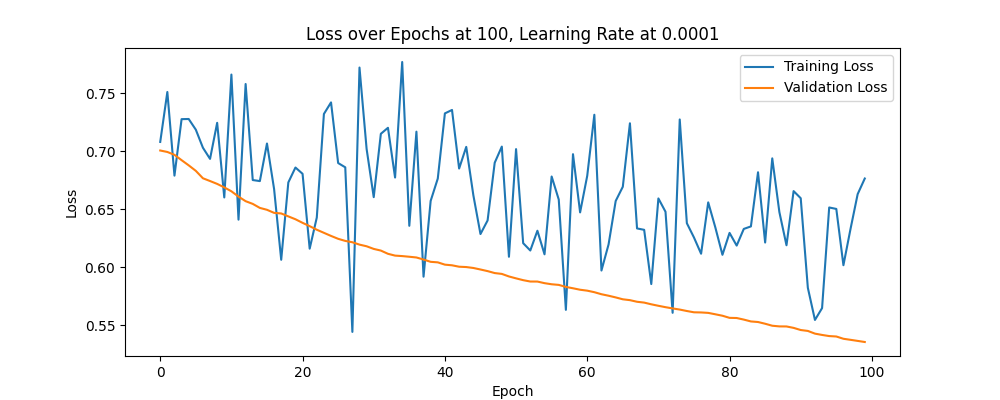 Loss over Epochs at 100, Learning Rate at 0.0001
Training Loss
Validation Loss
0.75
0.70
0.65
0.60
0.55
Loss
0 20 40 60 80 100
Epoch